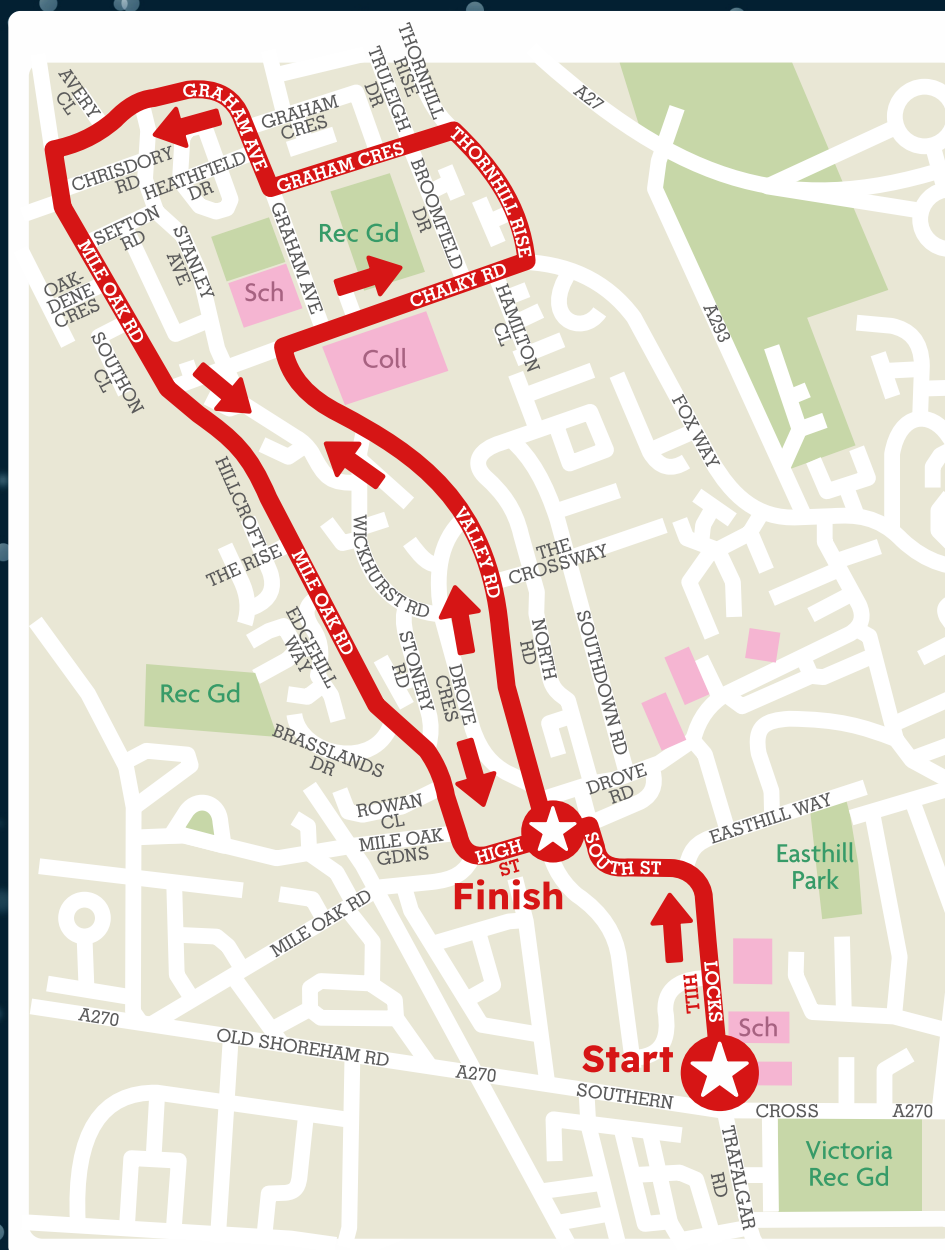 THORNHILL
RISE
TRULEIGH
DR
A27
AVERY
CL
GRAHAM AVE
GRAHAM
CRES
GRAHAM CRES
THORNHILL RISE
CHRISDORY
RD
HEATHFIELD
DR
BROOMFIELD
DR
SEFTON
RD
STANLEY
AVE
GRAHAM AVE
Rec Gd
MILE OAK RD
OAK-
DENE
CRES
Sch
CHALKY RD
HAMILTON
CL
A293
SOUTHON
CL
Coll
FOX WAY
HILLCROFT
THE RISE
WICKHURST RD
VALLEY RD
THE
CROSSWAY
MILE OAK RD
EDGEHILL
WAY
STONERY
RD
DROVE
CRES
NORTH
RD
SOUTHDOWN RD
Rec Gd
BRASSLANDS
DR
ROWAN
CL
MILE OAK
GDNS
DROVE
RD
EASTHILL WAY
HIGH
ST
SOUTH ST
Easthill
Park
Finish
MILE OAK RD
LOCKS
HILL
A270
OLD SHOREHAM RD
A270
Sch
Start
SOUTHERN
CROSS
A270
TRAFALGAR
RD
Victoria
Rec Gd